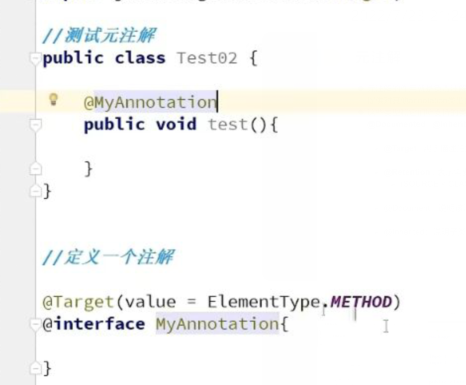 //测试元注解
public class Test02 {
@MyAnnotation
public void test(){
}
}
//定义一个注解
@Target(value = ElementType.METHOD)
@interface MyAnnotation{
}